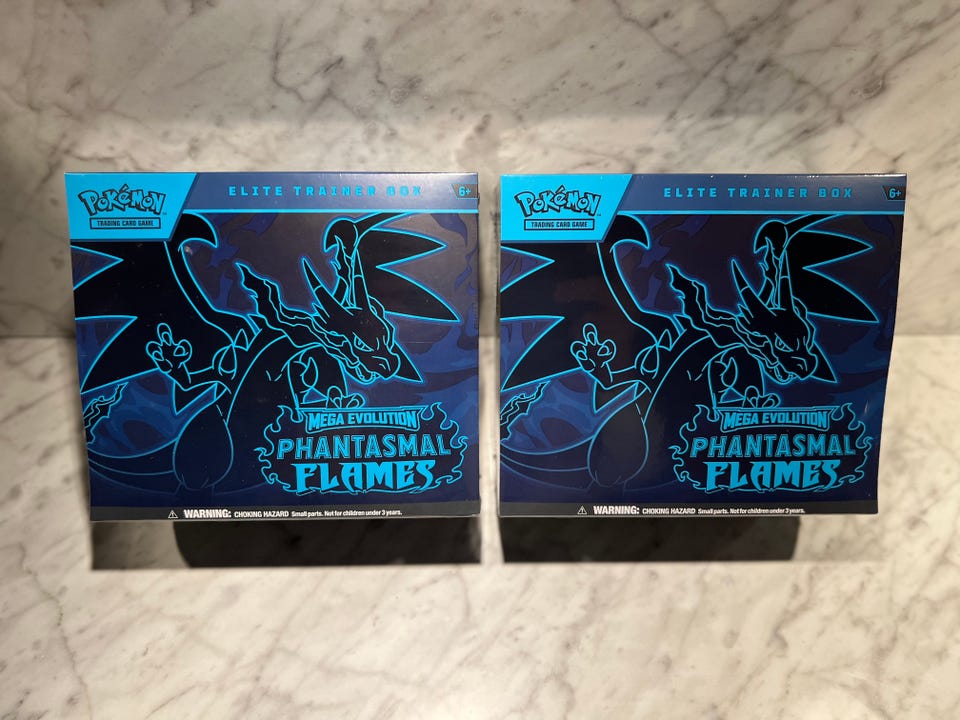 POKÉMON
TRADING CARD GAME
ELITE TRAINER BOX
6+
MEGA EVOLUTION
PHANTASMAL
FLAMES
WARNING: CHOKING HAZARD Small parts. Not for children under 3 years.
POKÉMON
TRADING CARD GAME
ELITE TRAINER BOX
6+
MEGA EVOLUTION
PHANTASMAL
FLAMES
WARNING: CHOKING HAZARD Small parts. Not for children under 3 years.